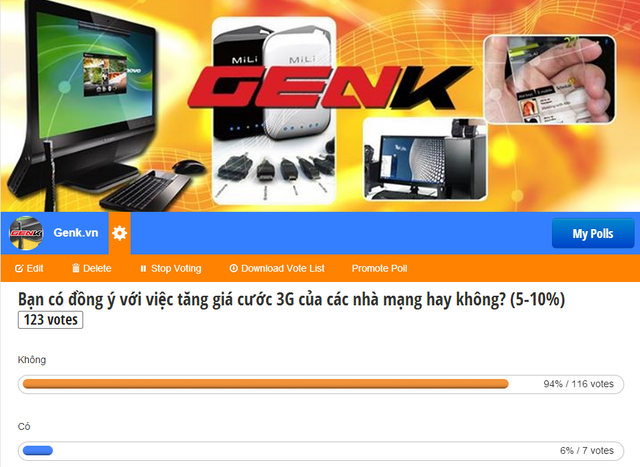 MiLi
MiLi
GENK
lenovo
GENK
Genk.vn
My Polls
Edit
Delete
Stop Voting
Download Vote List
Promote Poll
Bạn có đồng ý với việc tăng giá cước 3G của các nhà mạng hay không? (5-10%)
123 votes
Không
94% / 116 votes
Có
6% / 7 votes